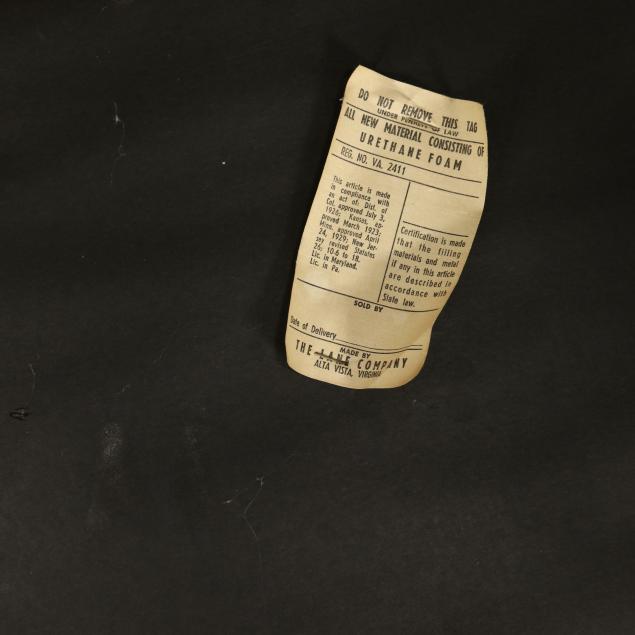 DO NOT REMOVE THIS TAG
UNDER PENALTY OF LAW
ALL NEW MATERIAL CONSISTING OF
URETHANE FOAM
REG. NO. VA. 2411
This article is made
in compliance with
an act of: Dist. of
Col. approved July 3,
1926; Kansas, ap-
proved March 1923;
Minn. approved April
24, 1929; New Jer-
sey revised Statutes
26; 10-6 to 18.
Lic. in Maryland.
Lic. in Pa.
Certification is made
that the filling
materials and metal
if any in this article
are described in
accordance with
State law.
SOLD BY
Date of Delivery
MADE BY
THE LANE COMPANY
ALTA VISTA, VIRGINIA